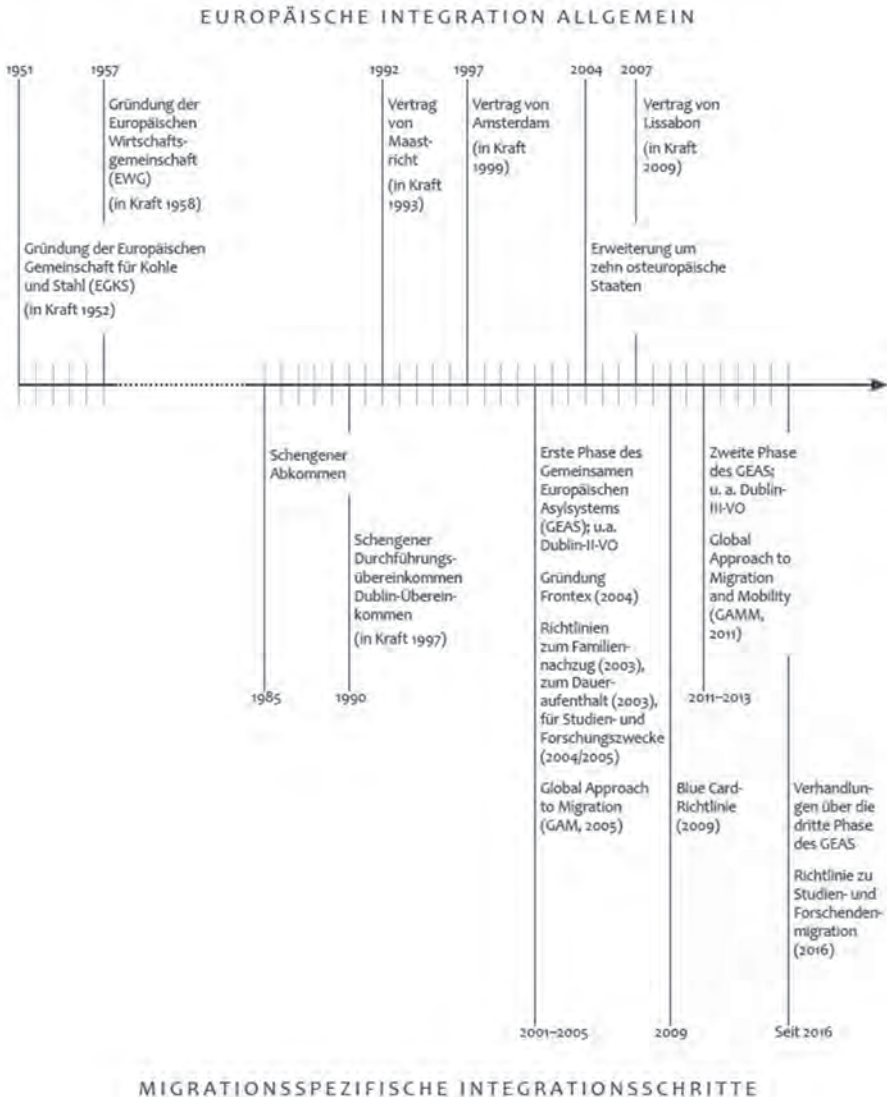 EUROPÄISCHE INTEGRATION ALLGEMEIN
1951
1957
1992
1997
2004
2007
Gründung der
Europäischen
Wirtschafts-
gemeinschaft
(EWG)
(in Kraft 1958)
Vertrag
von
Maast-
richt
(in Kraft
1993)
Vertrag von
Amsterdam
(in Kraft
1999)
Vertrag von
Lissabon
(in Kraft
2009)
Gründung der Europäischen
Gemeinschaft für Kohle
und Stahl (EGKS)
(in Kraft 1952)
Erweiterung um
zehn osteuropäische
Staaten
Schengener
Abkommen
Schengener
Durchführungs-
übereinkommen
Dublin-Überein-
kommen
(in Kraft 1997)
1985
1990
Erste Phase des
Gemeinsamen
Europäischen
Asylsystems
(GEAS); u.a.
Dublin-II-VO
Gründung
Frontex (2004)
Richtlinien
zum Familien-
nachzug (2003),
zum Dauer-
aufenthalt (2003),
für Studien- und
Forschungszwecke
(2004/2005)
Global Approach
to Migration
(GAM, 2005)
Zweite Phase
des GEAS;
u. a. Dublin-
III-VO
Global
Approach to
Migration
and Mobility
(GAMM,
2011)
2011–2013
Blue Card-
Richtlinie
(2009)
Verhandlun-
gen über die
dritte Phase
des GEAS
Richtlinie zu
Studien- und
Forschenden-
migration
(2016)
2001–2005
2009
Seit 2016
MIGRATIONSSPEZIFISCHE INTEGRATIONSSCHRITTE